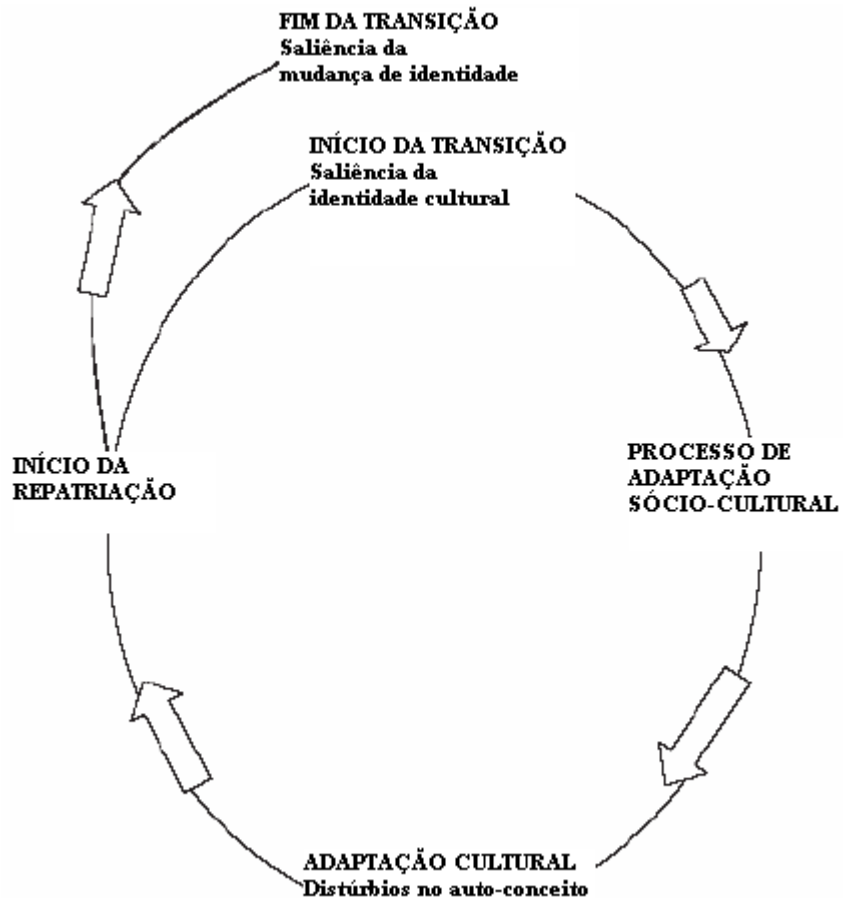 FIM DA TRANSIÇÃO
Saliência da
mudança de identidade
INÍCIO DA TRANSIÇÃO
Saliência da
identidade cultural
PROCESSO DE
ADAPTAÇÃO
SÓCIO-CULTURAL
INÍCIO DA
REPATRIAÇÃO
ADAPTAÇÃO CULTURAL
Distúrbios no auto-conceito